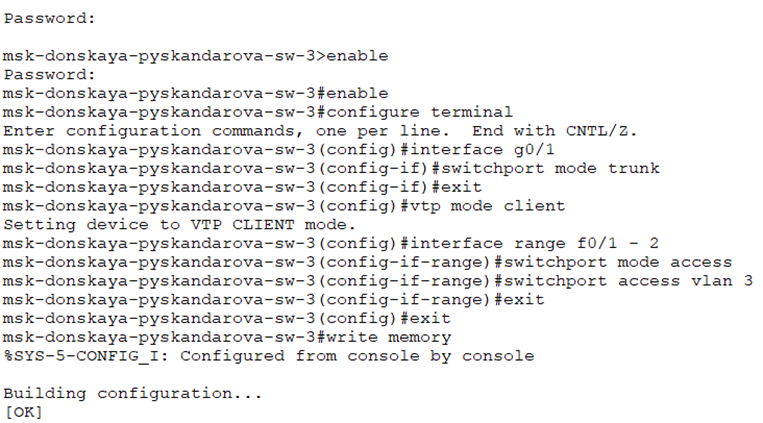 Password:
msk-donskaya-pyskandarova-sw-3>enable
Password:
msk-donskaya-pyskandarova-sw-3#enable
msk-donskaya-pyskandarova-sw-3#configure terminal
Enter configuration commands, one per line.  End with CNTL/Z.
msk-donskaya-pyskandarova-sw-3(config)#interface g0/1
msk-donskaya-pyskandarova-sw-3(config-if)#switchport mode trunk
msk-donskaya-pyskandarova-sw-3(config-if)#exit
msk-donskaya-pyskandarova-sw-3(config)#vtp mode client
Setting device to VTP CLIENT mode.
msk-donskaya-pyskandarova-sw-3(config)#interface range f0/1 - 2
msk-donskaya-pyskandarova-sw-3(config-if-range)#switchport mode access
msk-donskaya-pyskandarova-sw-3(config-if-range)#switchport access vlan 3
msk-donskaya-pyskandarova-sw-3(config-if-range)#exit
msk-donskaya-pyskandarova-sw-3(config)#exit
msk-donskaya-pyskandarova-sw-3#write memory
%SYS-5-CONFIG_I: Configured from console by console
Building configuration...
[OK]